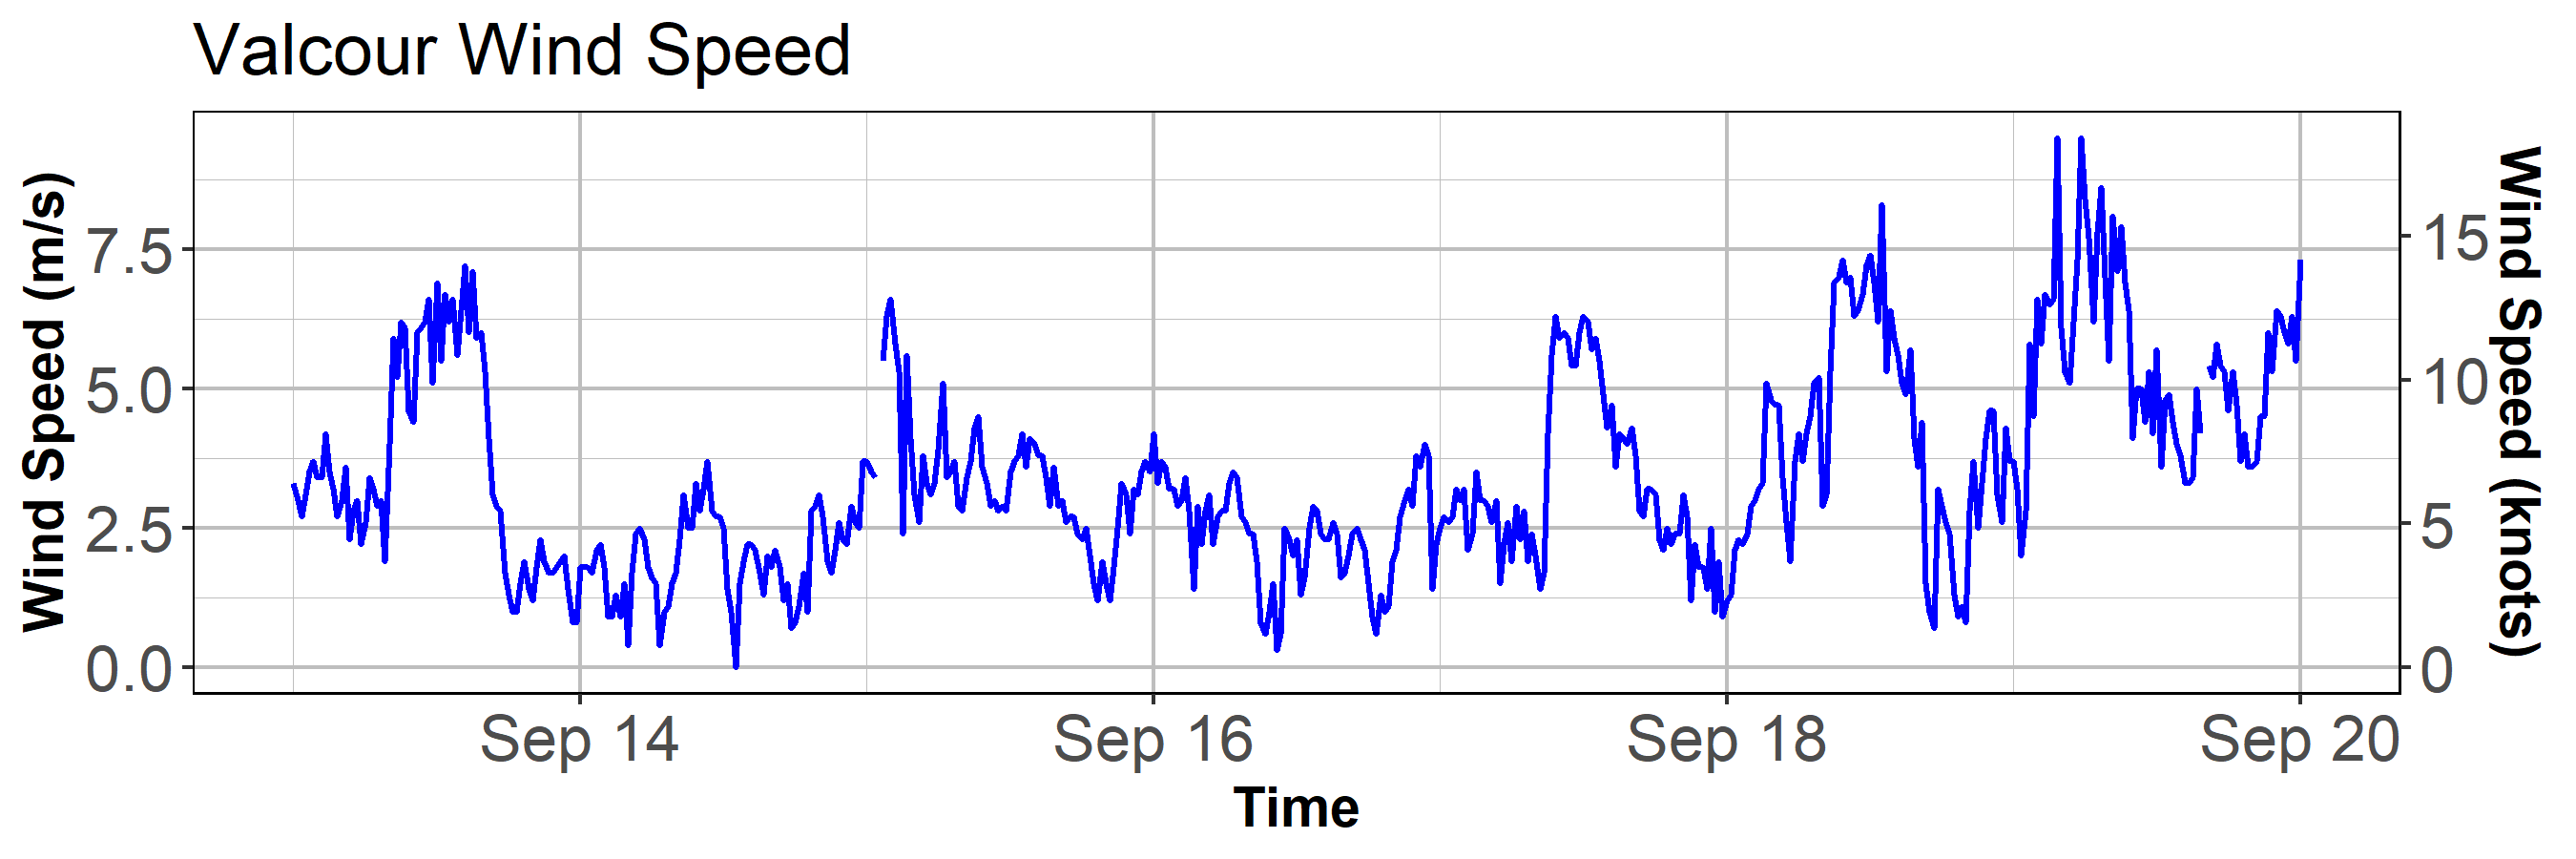 Valcour Wind Speed
Wind Speed (m/s)
7.5
5.0
2.5
0.0
15
10
5
0
Wind Speed (knots)
Sep 14
Sep 16
Sep 18
Sep 20
Time